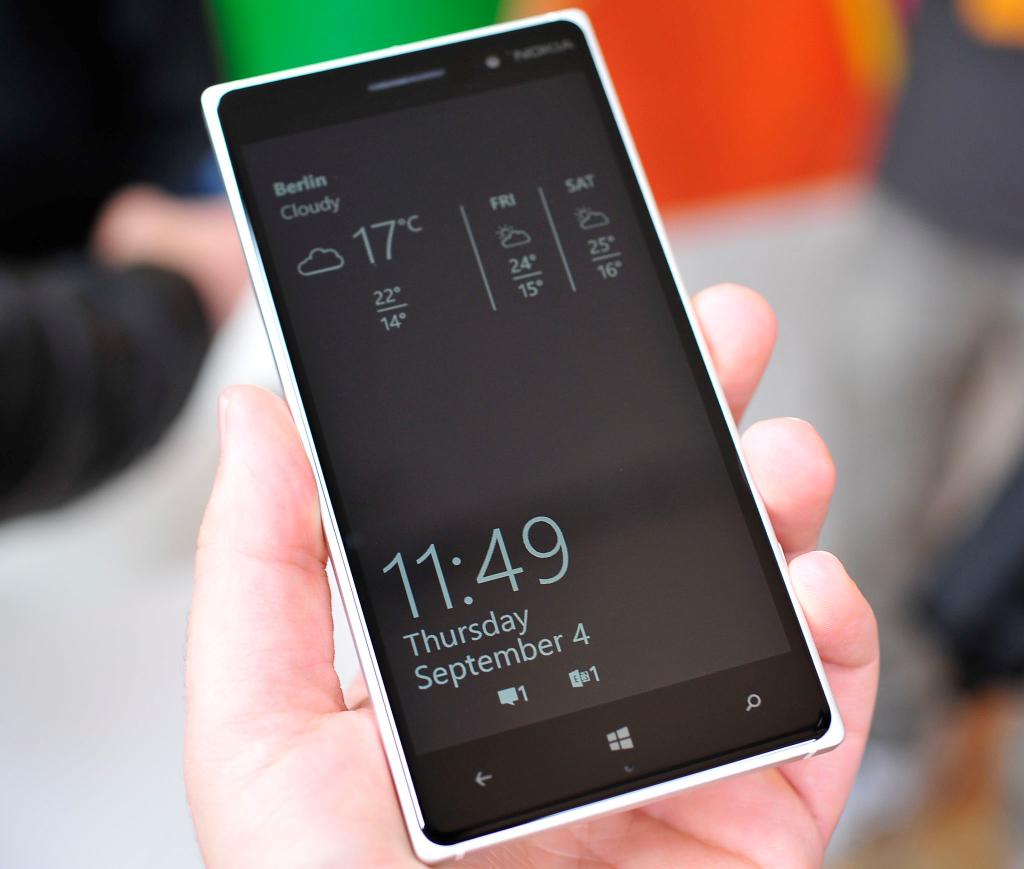 NOKIA
Berlin
Cloudy
17°C
22°
14°
FRI
24°
15°
SAT
25°
16°
11:49
Thursday
September 4
1
E 1